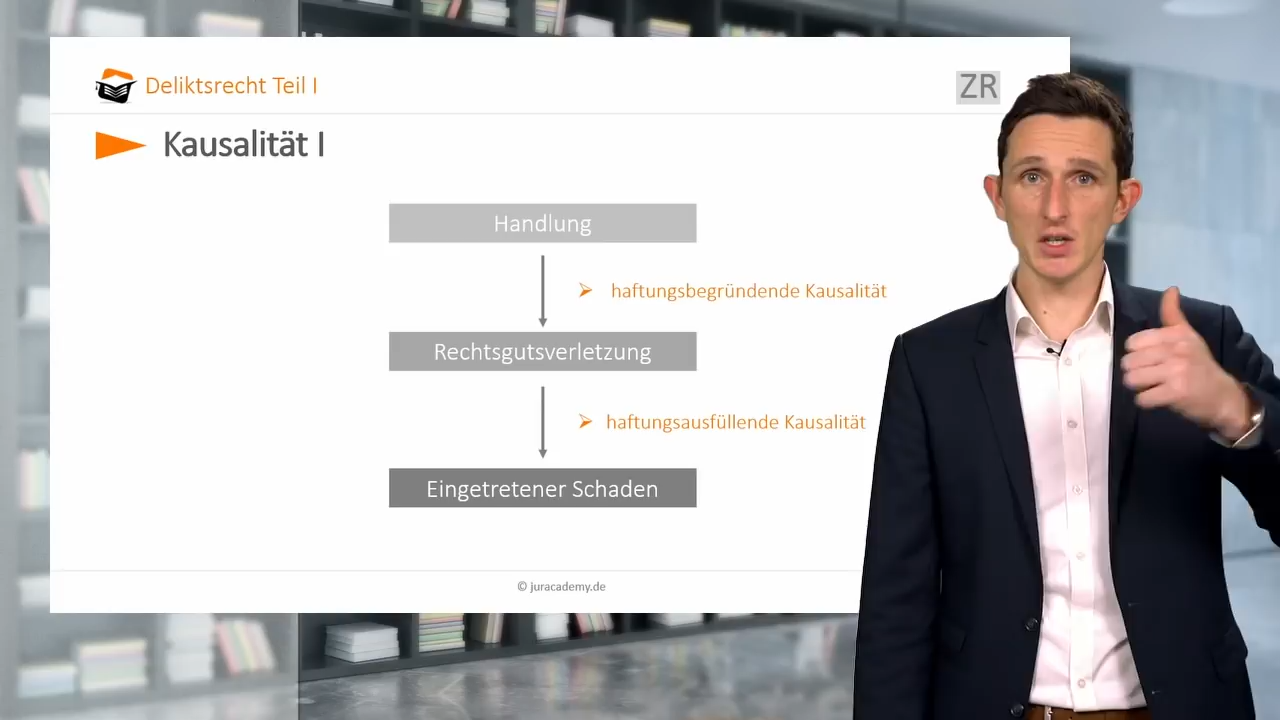 Deliktsrecht Teil I
ZR
Kausalität I
Handlung
haftungsbegründende Kausalität
Rechtsgutsverletzung
haftungsausfüllende Kausalität
Eingetretener Schaden
© juracademy.de